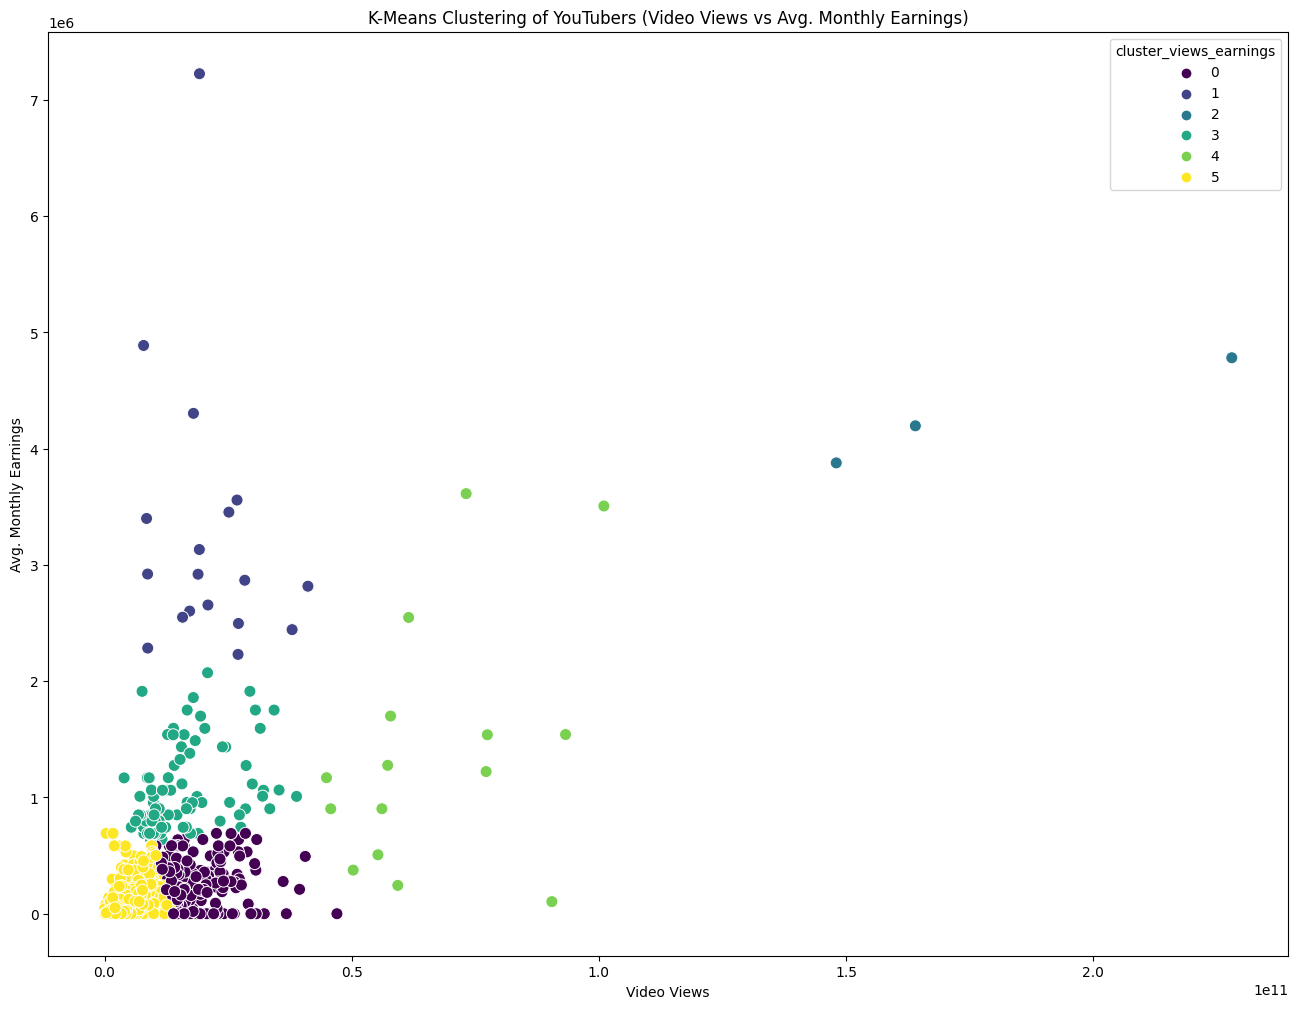 K-Means Clustering of YouTubers (Video Views vs Avg. Monthly Earnings)
1e6
cluster_views_earnings
0
1
2
3
4
5
7
6
5
4
3
2
1
0
Avg. Monthly Earnings
0.0 0.5 1.0 1.5 2.0
1e11
Video Views